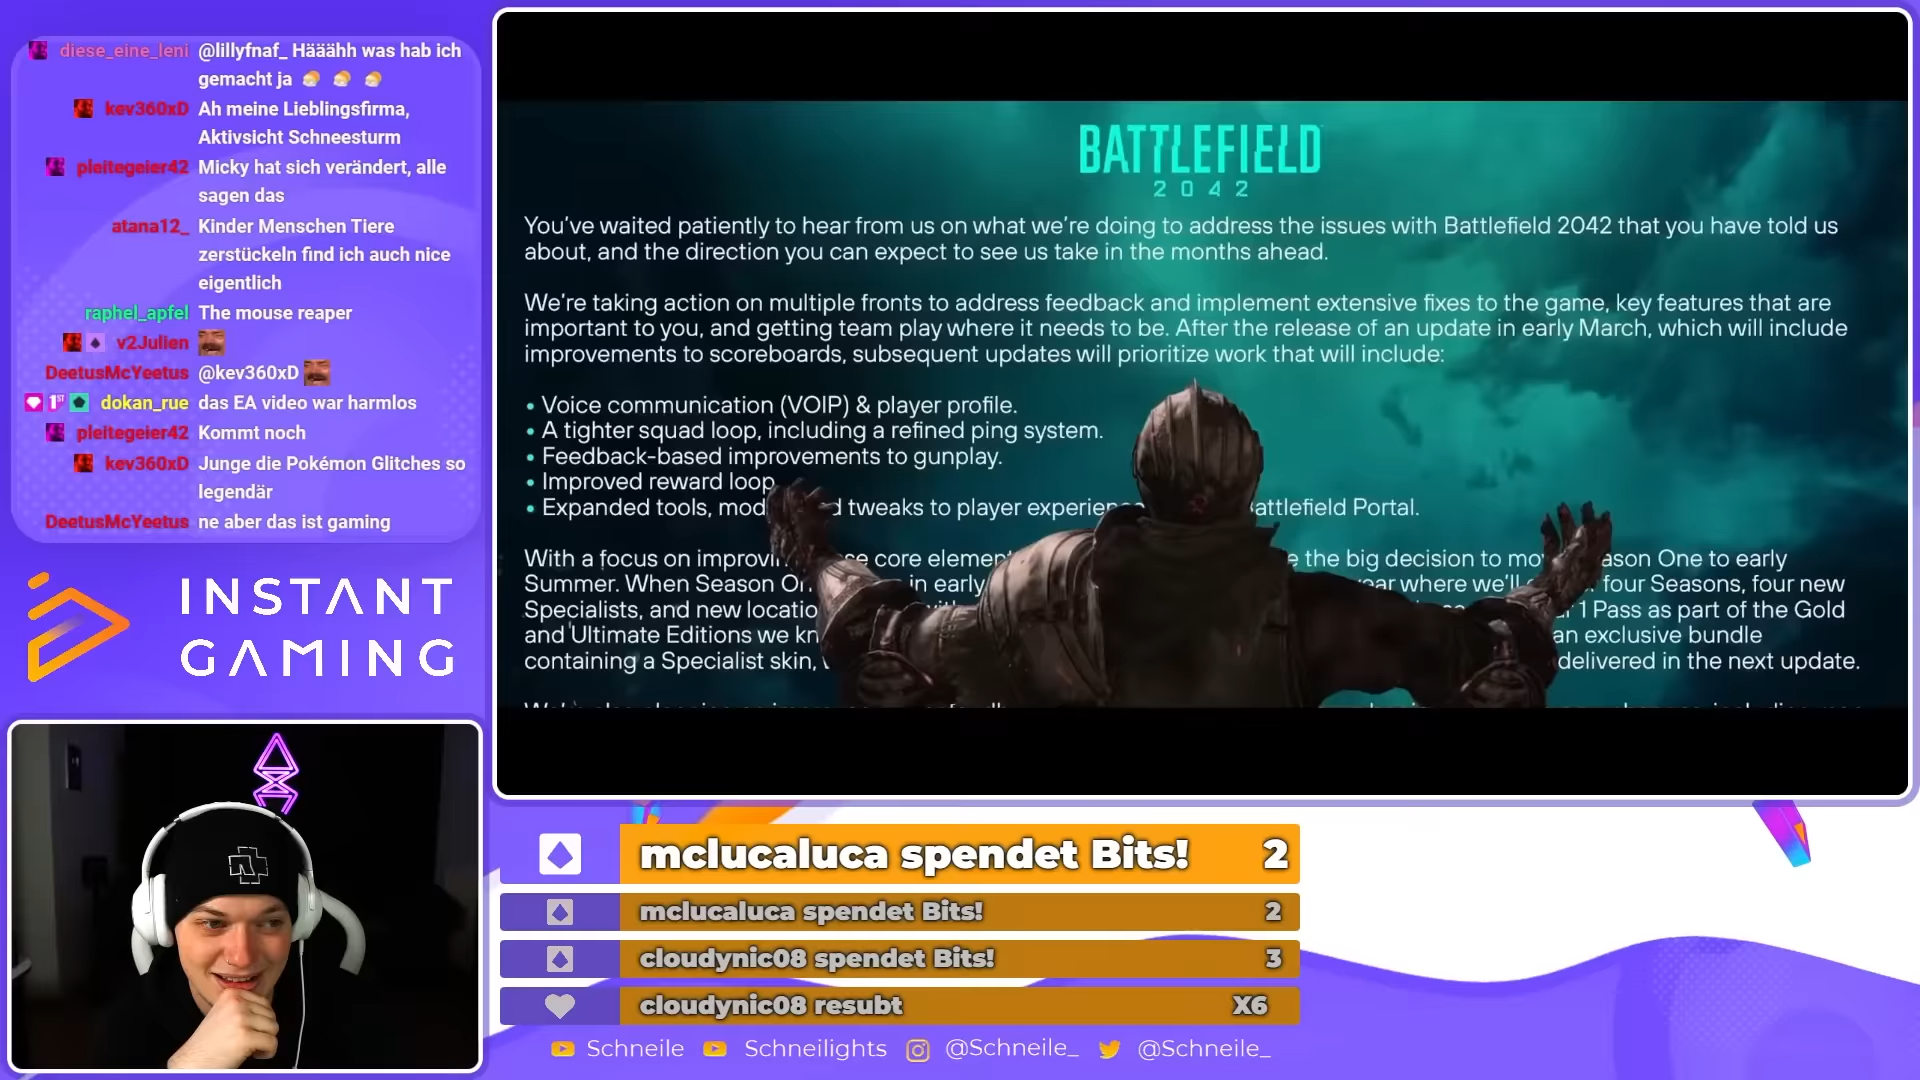 diese_eine_leni @lillyfnaf_ Hääähh was hab ich
gemacht ja
kev360xD Ah meine Lieblingsfirma,
Aktivsicht Schneesturm
pleitegeier42 Micky hat sich verändert, alle
sagen das
atana12_ Kinder Menschen Tiere
zerstückeln find ich auch nice
eigentlich
raphel_apfel The mouse reaper
v2Julien
DeetusMcYeetus @kev360xD
1ST dokan_rue das EA video war harmlos
pleitegeier42 Kommt noch
kev360xD Junge die Pokémon Glitches so
legendär
DeetusMcYeetus ne aber das ist gaming
INSTANT
GAMING
BATTLEFIELD
2042
You've waited patiently to hear from us on what we're doing to address the issues with Battlefield 2042 that you have told us
about, and the direction you can expect to see us take in the months ahead.
We're taking action on multiple fronts to address feedback and implement extensive fixes to the game, key features that are
important to you, and getting team play where it needs to be. After the release of an update in early March, which will include
improvements to scoreboards, subsequent updates will prioritize work that will include:
• Voice communication (VOIP) & player profile.
• A tighter squad loop, including a refined ping system.
• Feedback-based improvements to gunplay.
• Improved reward loop
• Expanded tools, mod d tweaks to player experien attlefield Portal.
With a focus on improvin se core elemen e the big decision to mo ason One to early
Summer. When Season On in early ear where we'll four Seasons, four new
Specialists, and new locatio 1 Pass as part of the Gold
and Ultimate Editions we kn an exclusive bundle
containing a Specialist skin, delivered in the next update.
mclucaluca spendet Bits! 2
mclucaluca spendet Bits! 2
cloudynic08 spendet Bits! 3
cloudynic08 resubt X6
Schneile Schneilights @Schneile_ @Schneile_